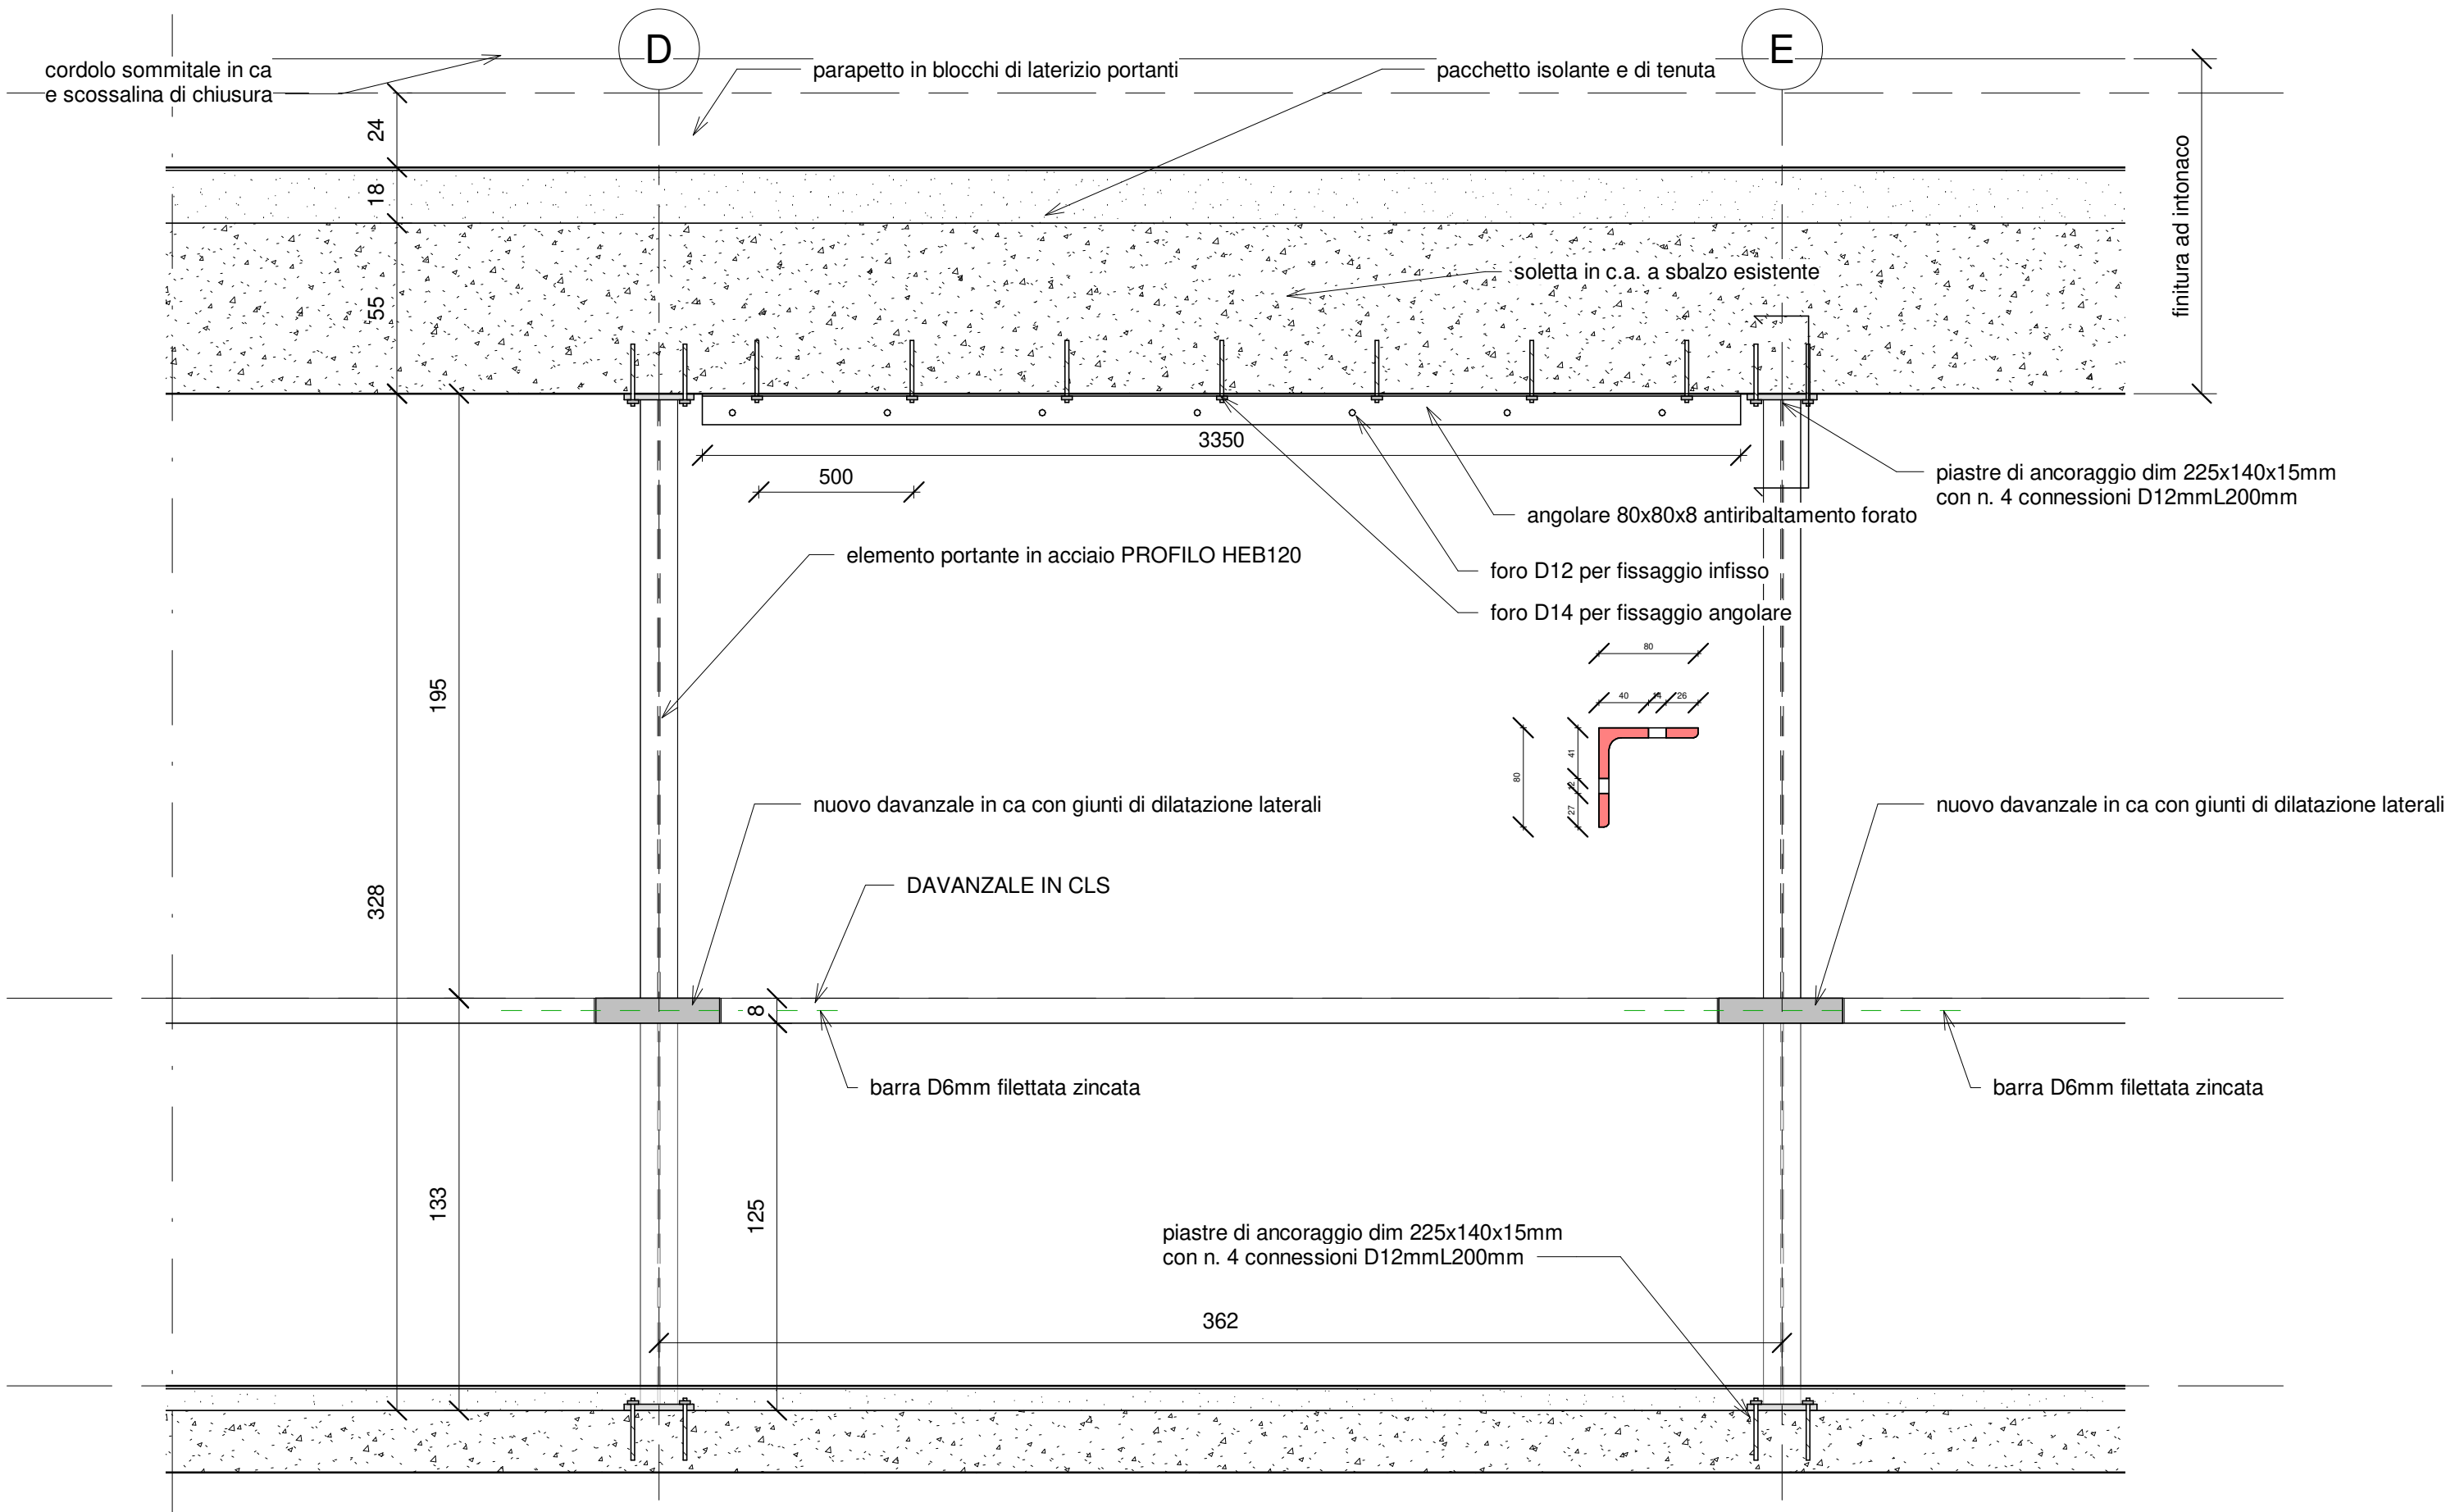 D
E
cordolo sommitale in ca
e scossalina di chiusura
parapetto in blocchi di laterizio portanti
pacchetto isolante e di tenuta
24
18
55
finitura ad intonaco
soletta in c.a. a sbalzo esistente
3350
500
piastre di ancoraggio dim 225x140x15mm
con n. 4 connessioni D12mmL200mm
angolare 80x80x8 antiribaltamento forato
elemento portante in acciaio PROFILO HEB120
foro D12 per fissaggio infisso
foro D14 per fissaggio angolare
80
40
14
26
195
41
80
12
27
nuovo davanzale in ca con giunti di dilatazione laterali
nuovo davanzale in ca con giunti di dilatazione laterali
DAVANZALE IN CLS
328
8
barra D6mm filettata zincata
barra D6mm filettata zincata
133
125
piastre di ancoraggio dim 225x140x15mm
con n. 4 connessioni D12mmL200mm
362